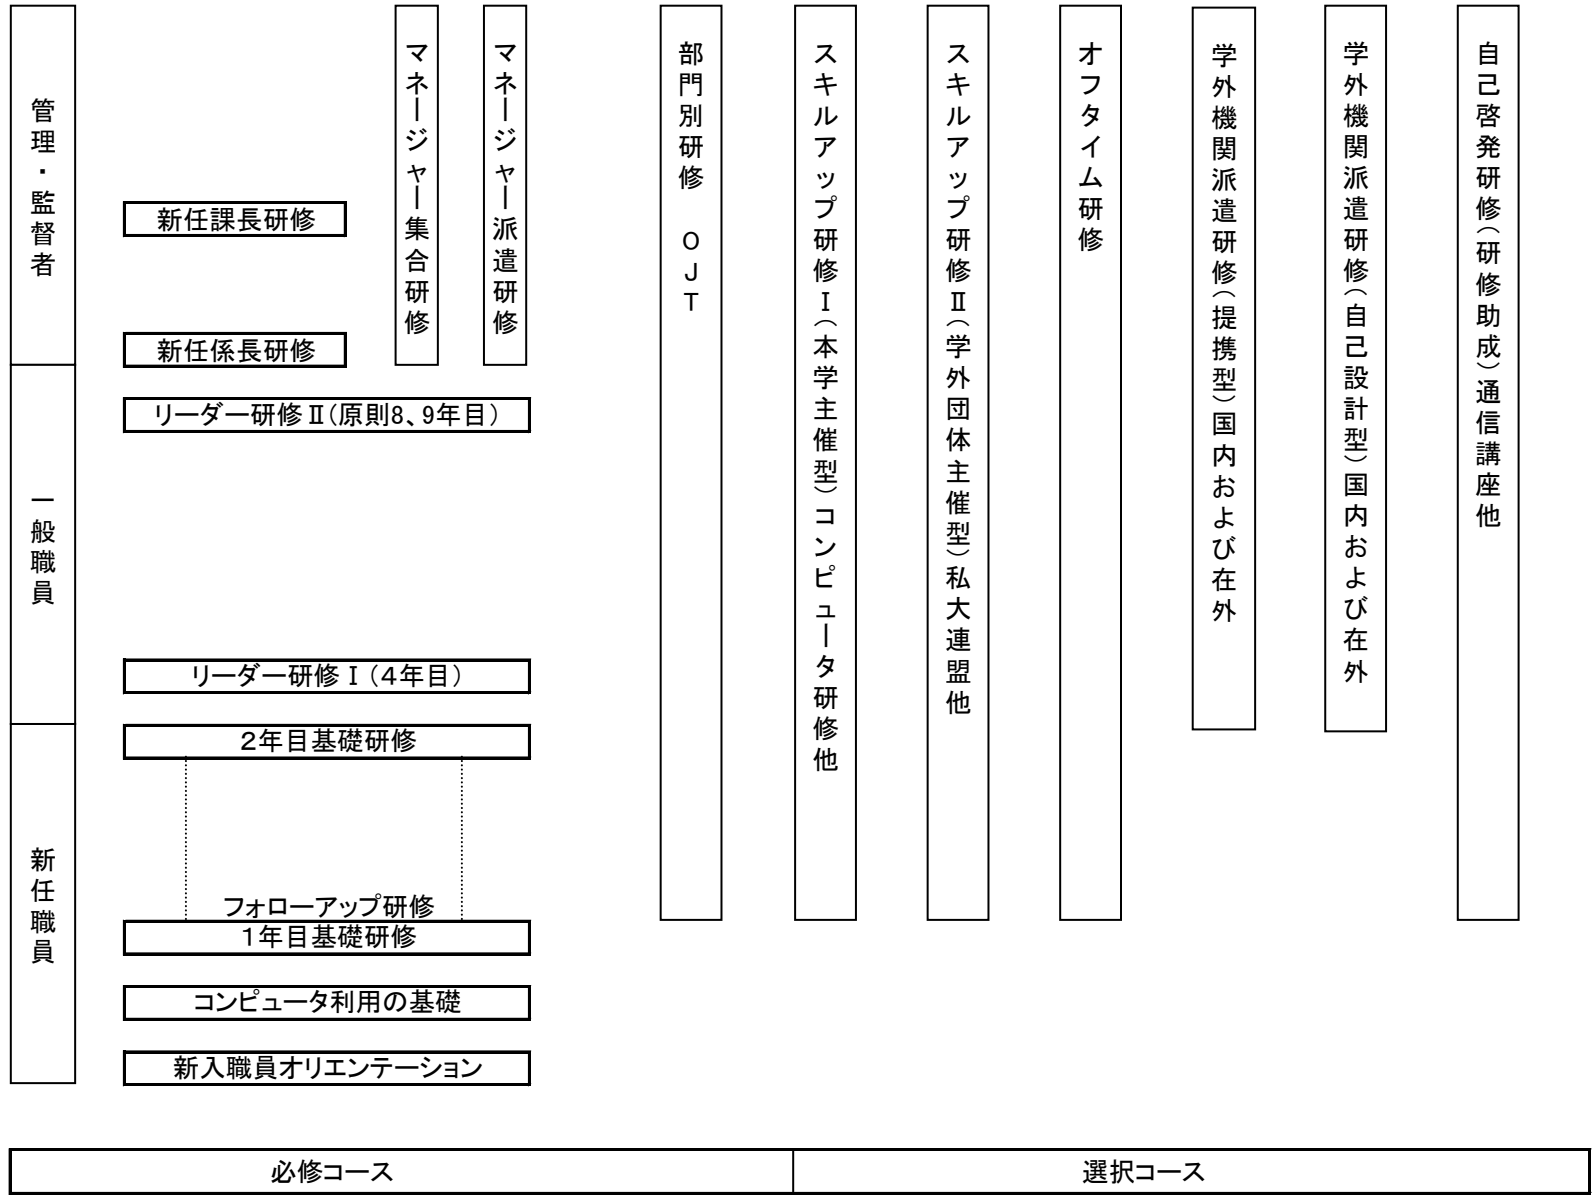 管理・監督者
一般職員
新任職員
新任課長研修
新任係長研修
リーダー研修Ⅱ(原則8、9年目)
リーダー研修Ⅰ(4年目)
2年目基礎研修
フォローアップ研修
1年目基礎研修
コンピュータ利用の基礎
新入職員オリエンテーション
マネージャー集合研修
マネージャー派遣研修
部門別研修 OJT
スキルアップ研修Ⅰ(本学主催型)コンピュータ研修他
スキルアップ研修Ⅱ(学外団体主催型)私大連盟他
オフタイム研修
学外機関派遣研修(提携型)国内および在外
学外機関派遣研修(自己設計型)国内および在外
自己啓発研修(研修助成)通信講座他
必修コース
選択コース